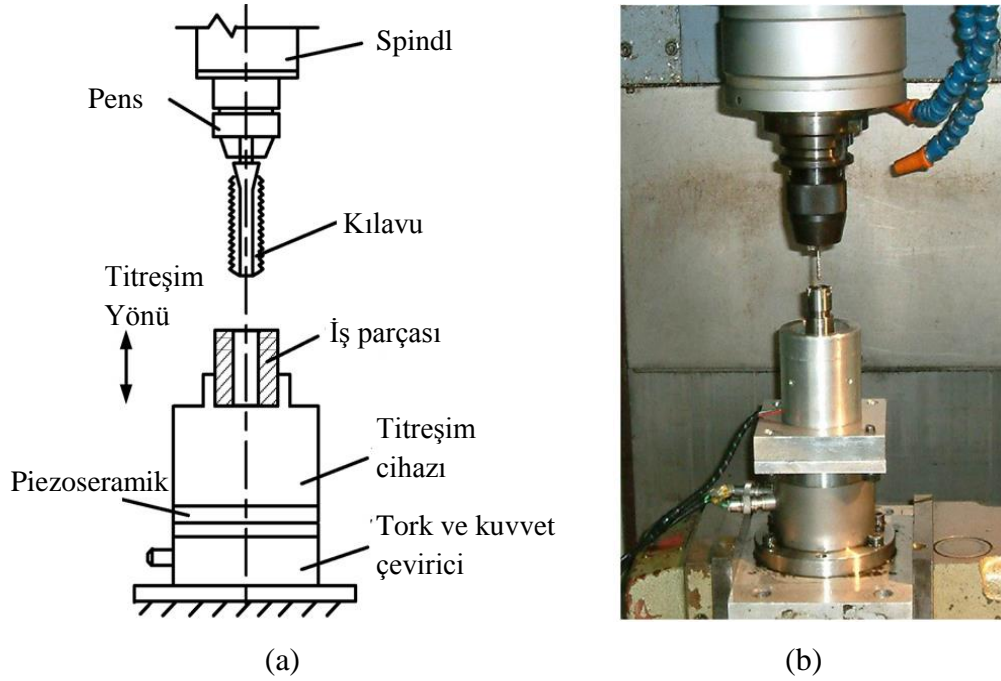 Spindl
Pens
Kılavu
Titreşim
Yönü
İş parçası
Titreşim
cihazı
Piezoseramik
Tork ve kuvvet
çevirici
(a)
(b)